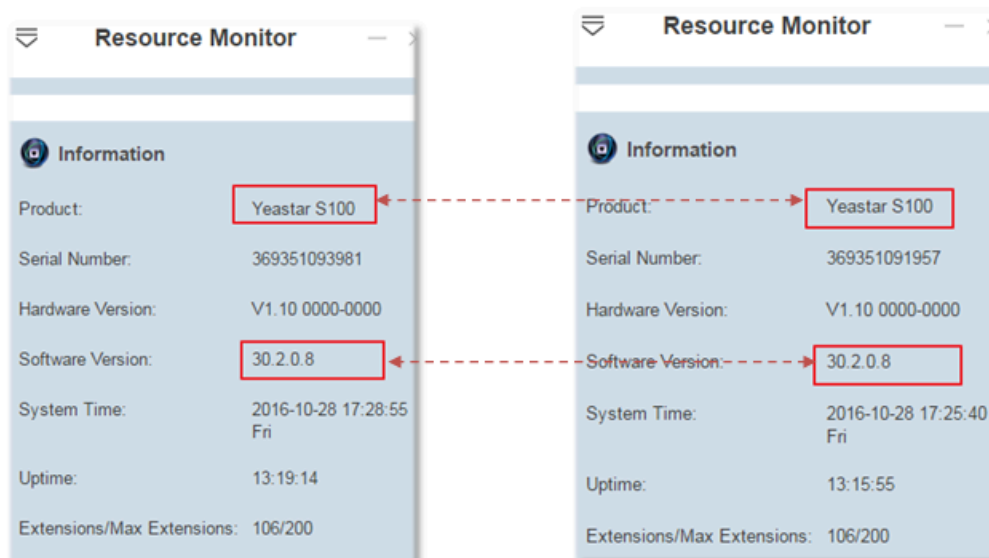 Resource Monitor
Information
Product: Yeastar S100
Serial Number: 369351093981
Hardware Version: V1.10 0000-0000
Software Version: 30.2.0.8
System Time: 2016-10-28 17:28:55
Fri
Uptime: 13:19:14
Extensions/Max Extensions: 106/200
Resource Monitor
Information
Product: Yeastar S100
Serial Number: 369351091957
Hardware Version: V1.10 0000-0000
Software Version: 30.2.0.8
System Time: 2016-10-28 17:25:40
Fri
Uptime: 13:15:55
Extensions/Max Extensions: 106/200